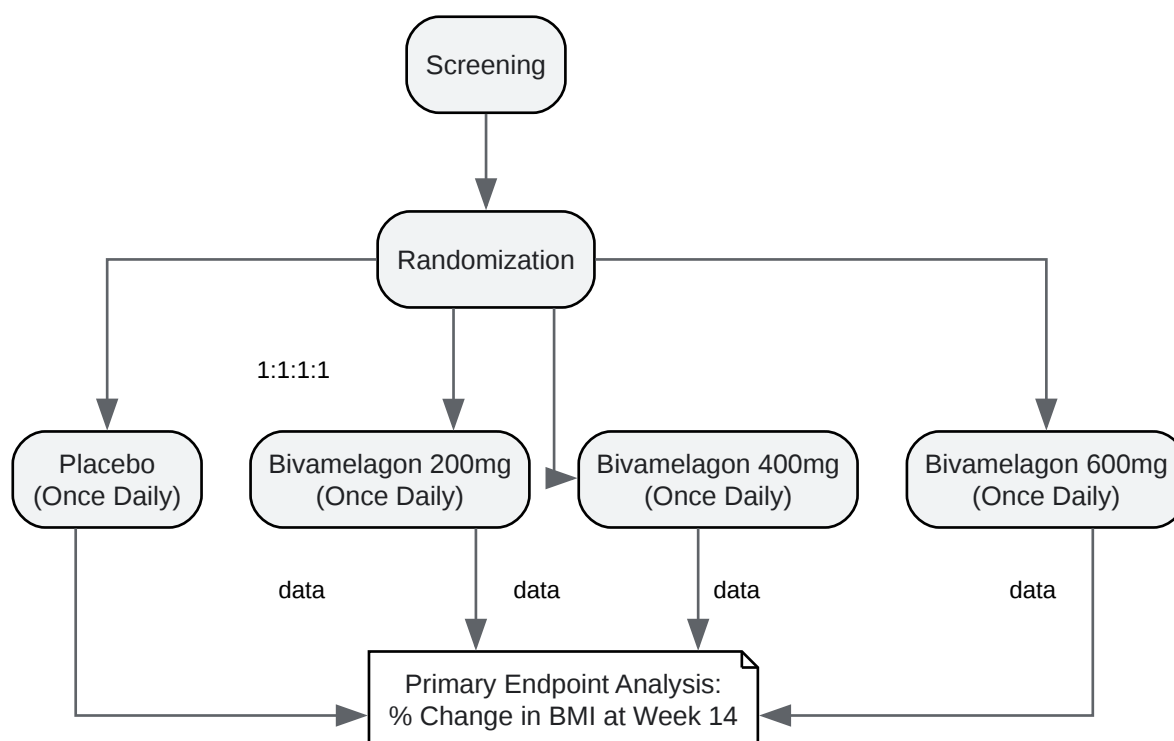 Screening
Randomization
1:1:1:1
Placebo
(Once Daily)
Bivamelagon 200mg
(Once Daily)
Bivamelagon 400mg
(Once Daily)
Bivamelagon 600mg
(Once Daily)
data
data
data
data
Primary Endpoint Analysis:
% Change in BMI at Week 14